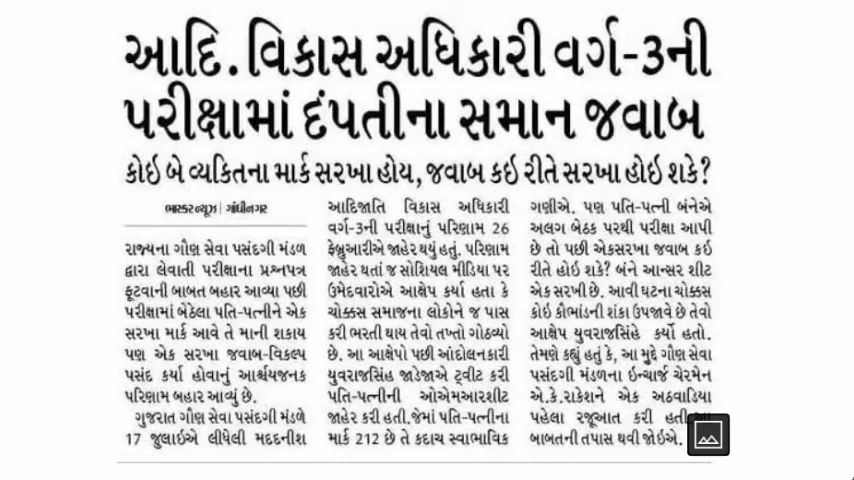 આદિ. વિકાસ અધિકારી વર્ગ-3ની
પરીક્ષામાં દંપતીના સમાન જવાબ
કોઇ બે વ્યકિતના માર્ક સરખા હોય, જવાબ કઇ રીતે સરખા હોઇ શકે?
ભાસ્કર ન્યૂઝ | ગાંધીનગર
રાજ્યના ગૌણ સેવા પસંદગી મંડળ
દ્વારા લેવાતી પરીક્ષાના પ્રશ્નપત્ર
ફૂટવાની બાબત બહાર આવ્યા પછી
પરીક્ષામાં બેઠેલા પતિ-પત્નીને એક
સરખા માર્ક આવે તે માની શકાય
પણ એક સરખા જવાબ-વિકલ્પ
પસંદ કર્યા હોવાનું આશ્ચર્યજનક
પરિણામ બહાર આવ્યું છે.
ગુજરાત ગૌણ સેવા પસંદગી મંડળે
17 જુલાઇએ લીધેલી મદદનીશ
આદિજાતિ વિકાસ અધિકારી
વર્ગ-3ની પરીક્ષાનું પરિણામ 26
ફેબ્રુઆરીએ જાહેર થયું હતું. પરિણામ
જાહેર થતાં જ સોશિયલ મીડિયા પર
ઉમેદવારોએ આક્ષેપ કર્યા હતા કે
ચોક્કસ સમાજના લોકોને જ પાસ
કરી ભરતી થાય તેવો તખ્તો ગોઠવ્યો
છે. આ આક્ષેપો પછી આંદોલનકારી
યુવરાજસિંહ જાડેજાએ ટ્વીટ કરી
પતિ-પત્નીની ઓએમઆરશીટ
જાહેર કરી હતી.જેમાં પતિ-પત્નીના
માર્ક 212 છે તે કદાચ સ્વાભાવિક
ગણીએ. પણ પતિ-પત્ની બંનેએ
અલગ બેઠક પરથી પરીક્ષા આપી
છે તો પછી એકસરખા જવાબ કઇ
રીતે હોઇ શકે? બંને આન્સર શીટ
એક સરખી છે. આવી ઘટના ચોક્કસ
કોઇ કૌભાંડની શંકા ઉપજાવે છે તેવો
આક્ષેપ યુવરાજસિંહે કર્યો હતો.
તેમણે કહ્યું હતું કે, આ મુદ્દે ગૌણ સેવા
પસંદગી મંડળના ઇન્ચાર્જ ચેરમેન
એ.કે.રાકેશને એક અઠવાડિયા
પહેલા રજૂઆત કરી હતી. આ
બાબતની તપાસ થવી જોઇએ.